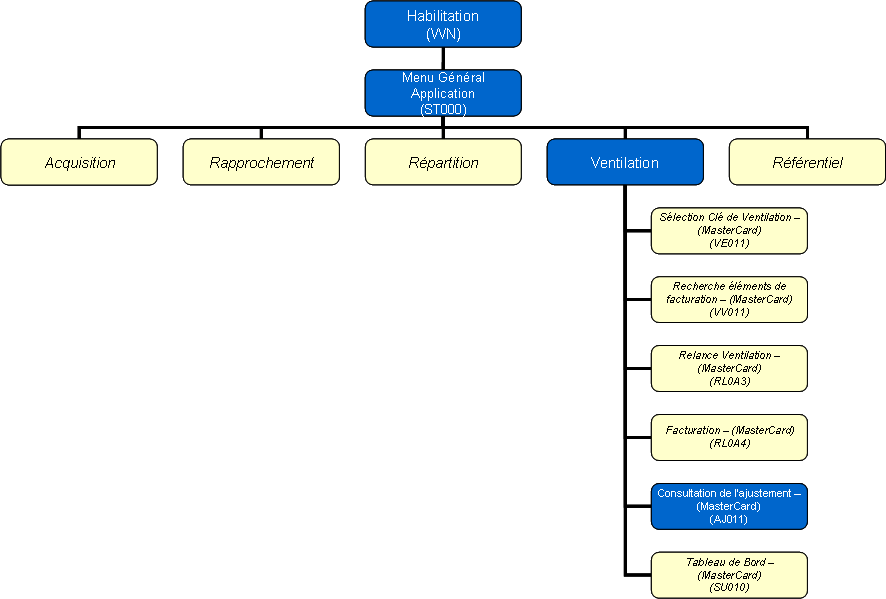 Habilitation
(VVN)
Menu Général
Application
(ST000)
Acquisition
Rapprochement
Répartition
Ventilation
Référentiel
Sélection Clé de Ventilation –
(MasterCard)
(VE011)
Recherche éléments de
facturation – (MasterCard)
(VV011)
Relance Ventilation –
(MasterCard)
(RL0A3)
Facturation – (MasterCard)
(RL0A4)
Consultation de l'ajustement –
(MasterCard)
(AJ011)
Tableau de Bord –
(MasterCard)
(SU010)